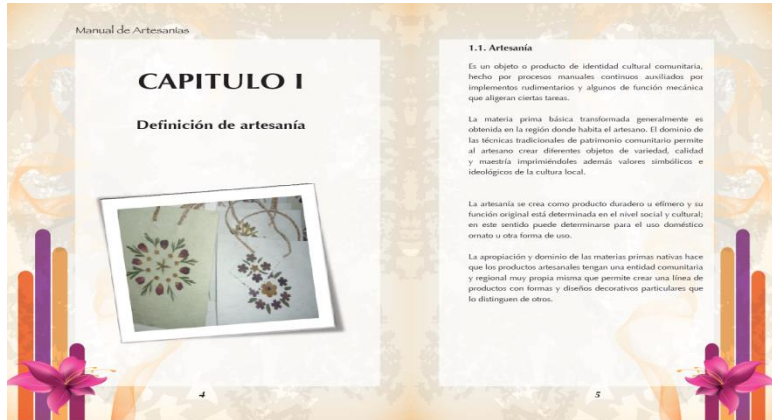 Manual de Artesanías
CAPITULO I
Definición de artesanía
4
1.1. Artesanía
Es un objeto o producto de identidad cultural comunitaria,
hecho por procesos manuales continuos auxiliados por
implementos rudimentarios y algunos de función mecánica
que aligeran ciertas tareas.
La materia prima básica transformada generalmente es
obtenida en la región donde habita el artesano. El dominio de
las técnicas tradicionales de patrimonio comunitario permite
al artesano crear diferentes objetos de variedad, calidad
y maestría imprimiéndoles además valores simbólicos e
ideológicos de la cultura local.
La artesanía se crea como producto duradero u efímero y su
función original está determinada en el nivel social y cultural;
en este sentido puede determinarse para el uso doméstico
ornato u otra forma de uso.
La apropiación y dominio de las materias primas nativas hace
que los productos artesanales tengan una entidad comunitaria
y regional muy propia misma que permite crear una línea de
productos con formas y diseños decorativos particulares que
lo distinguen de otros.
5